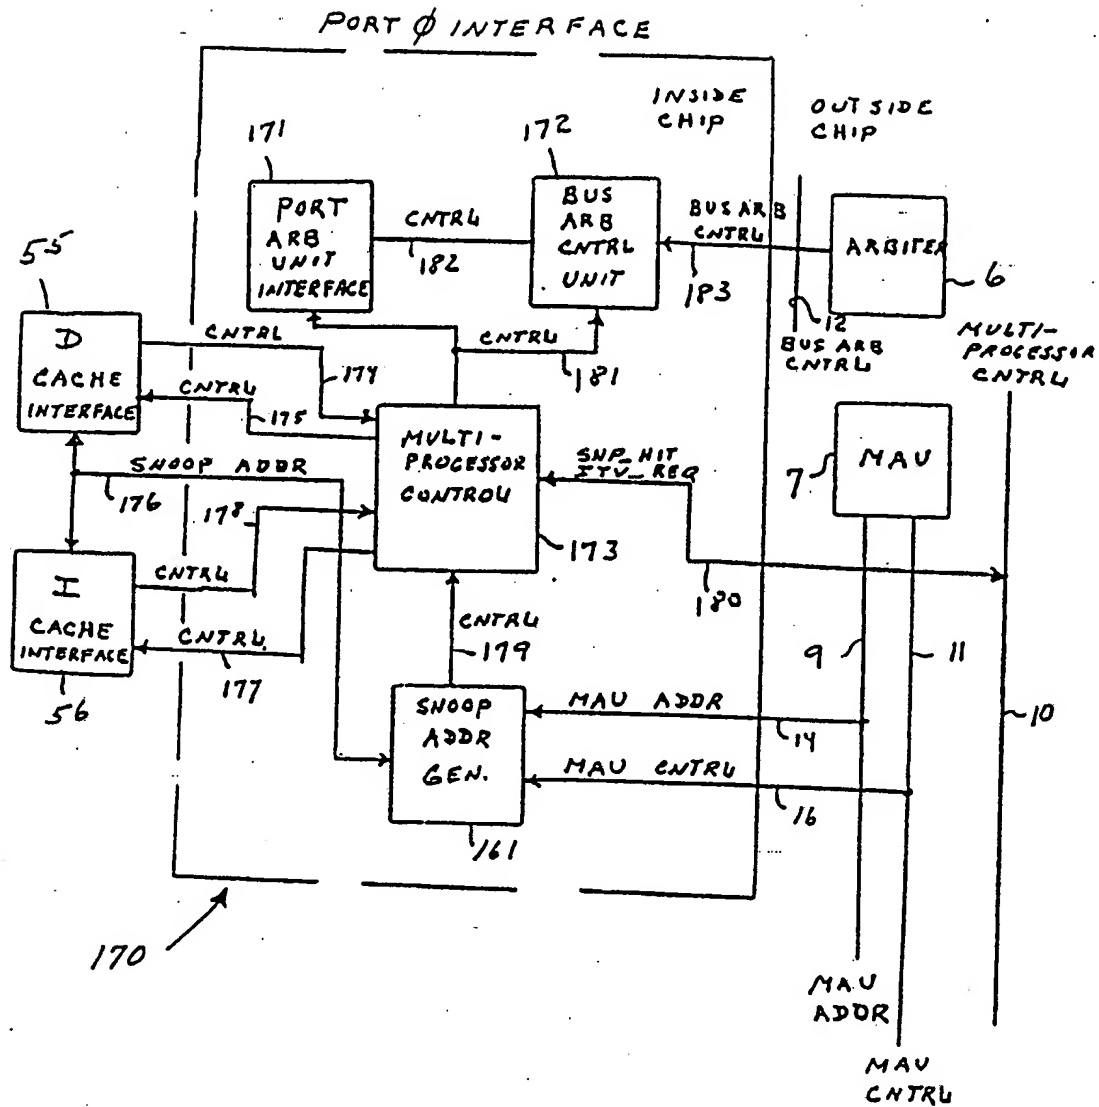 PORT Ø INTERFACE
INSIDE
CHIP
OUTSIDE
CHIP
171
172
PORT
ARB
UNIT
INTERFACE
CNTRL
182
BUS
ARB
CNTRL
UNIT
BUS ARB
CNTRL
183
ARBITER
6
12
BUS ARB
CNTRL
MULTI-
PROCESSOR
CNTRL
55
D
CACHE
INTERFACE
CNTRL
174
CNTRL
175
CNTRL
181
SNOOP ADDR
176
178
MULTI-
PROCESSOR
CONTROL
173
SNP_HIT
ITV_REQ
180
7
MAU
I
CACHE
INTERFACE
56
CNTRL
CNTRL
177
CNTRL
179
9
11
10
SNOOP
ADDR
GEN.
161
MAU ADDR
14
MAU CNTRL
16
170
MAU
ADDR
MAU
CNTRL